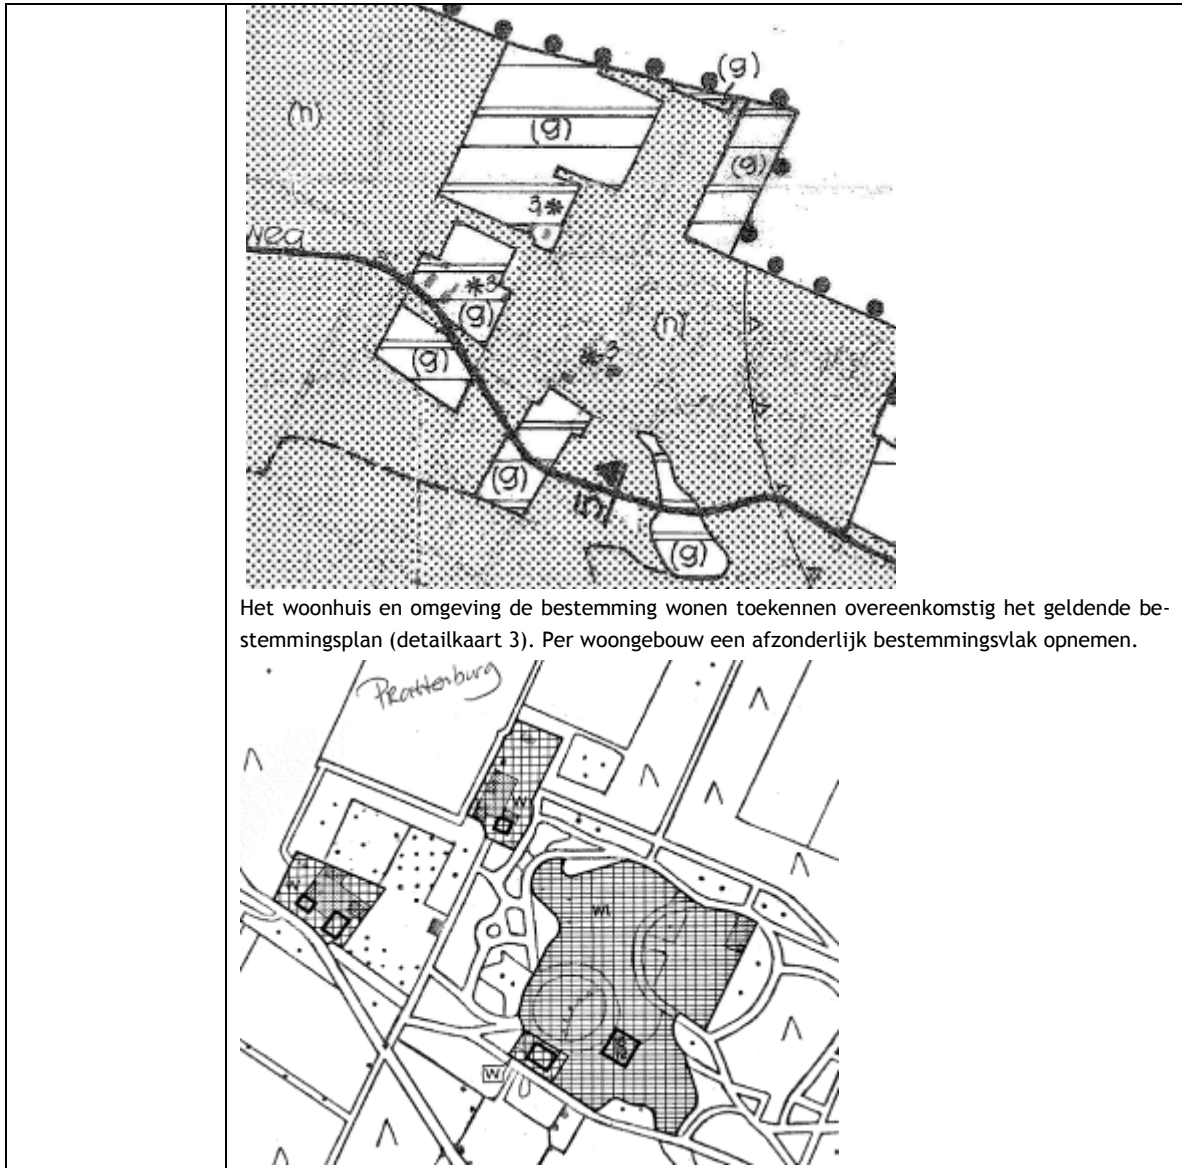 (g)
(n)
(g)
(g)
3*
weg
*3
(g)
(n)
(g)
*3
(g)
(g)
Het woonhuis en omgeving de bestemming wonen toekennen overeenkomstig het geldende be-
stemmingsplan (detailkaart 3). Per woongebouw een afzonderlijk bestemmingsvlak opnemen.
Prattenburg
W
W
W